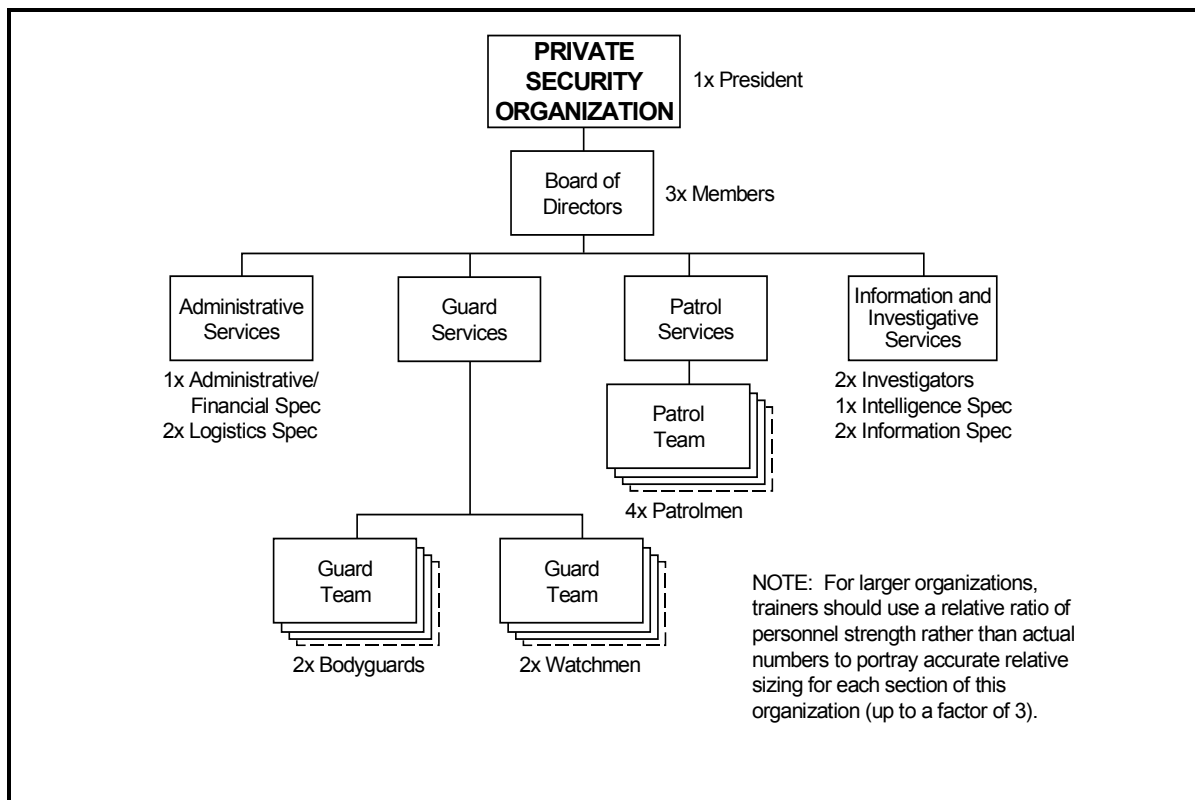 PRIVATE
SECURITY
ORGANIZATION
1x President
Board of
Directors
3x Members
Administrative
Services
1x Administrative/
Financial Spec
2x Logistics Spec
Guard
Services
Patrol
Services
Information and
Investigative
Services
2x Investigators
1x Intelligence Spec
2x Information Spec
Patrol
Team
4x Patrolmen
Guard
Team
2x Bodyguards
Guard
Team
2x Watchmen
NOTE: For larger organizations,
trainers should use a relative ratio of
personnel strength rather than actual
numbers to portray accurate relative
sizing for each section of this
organization (up to a factor of 3).